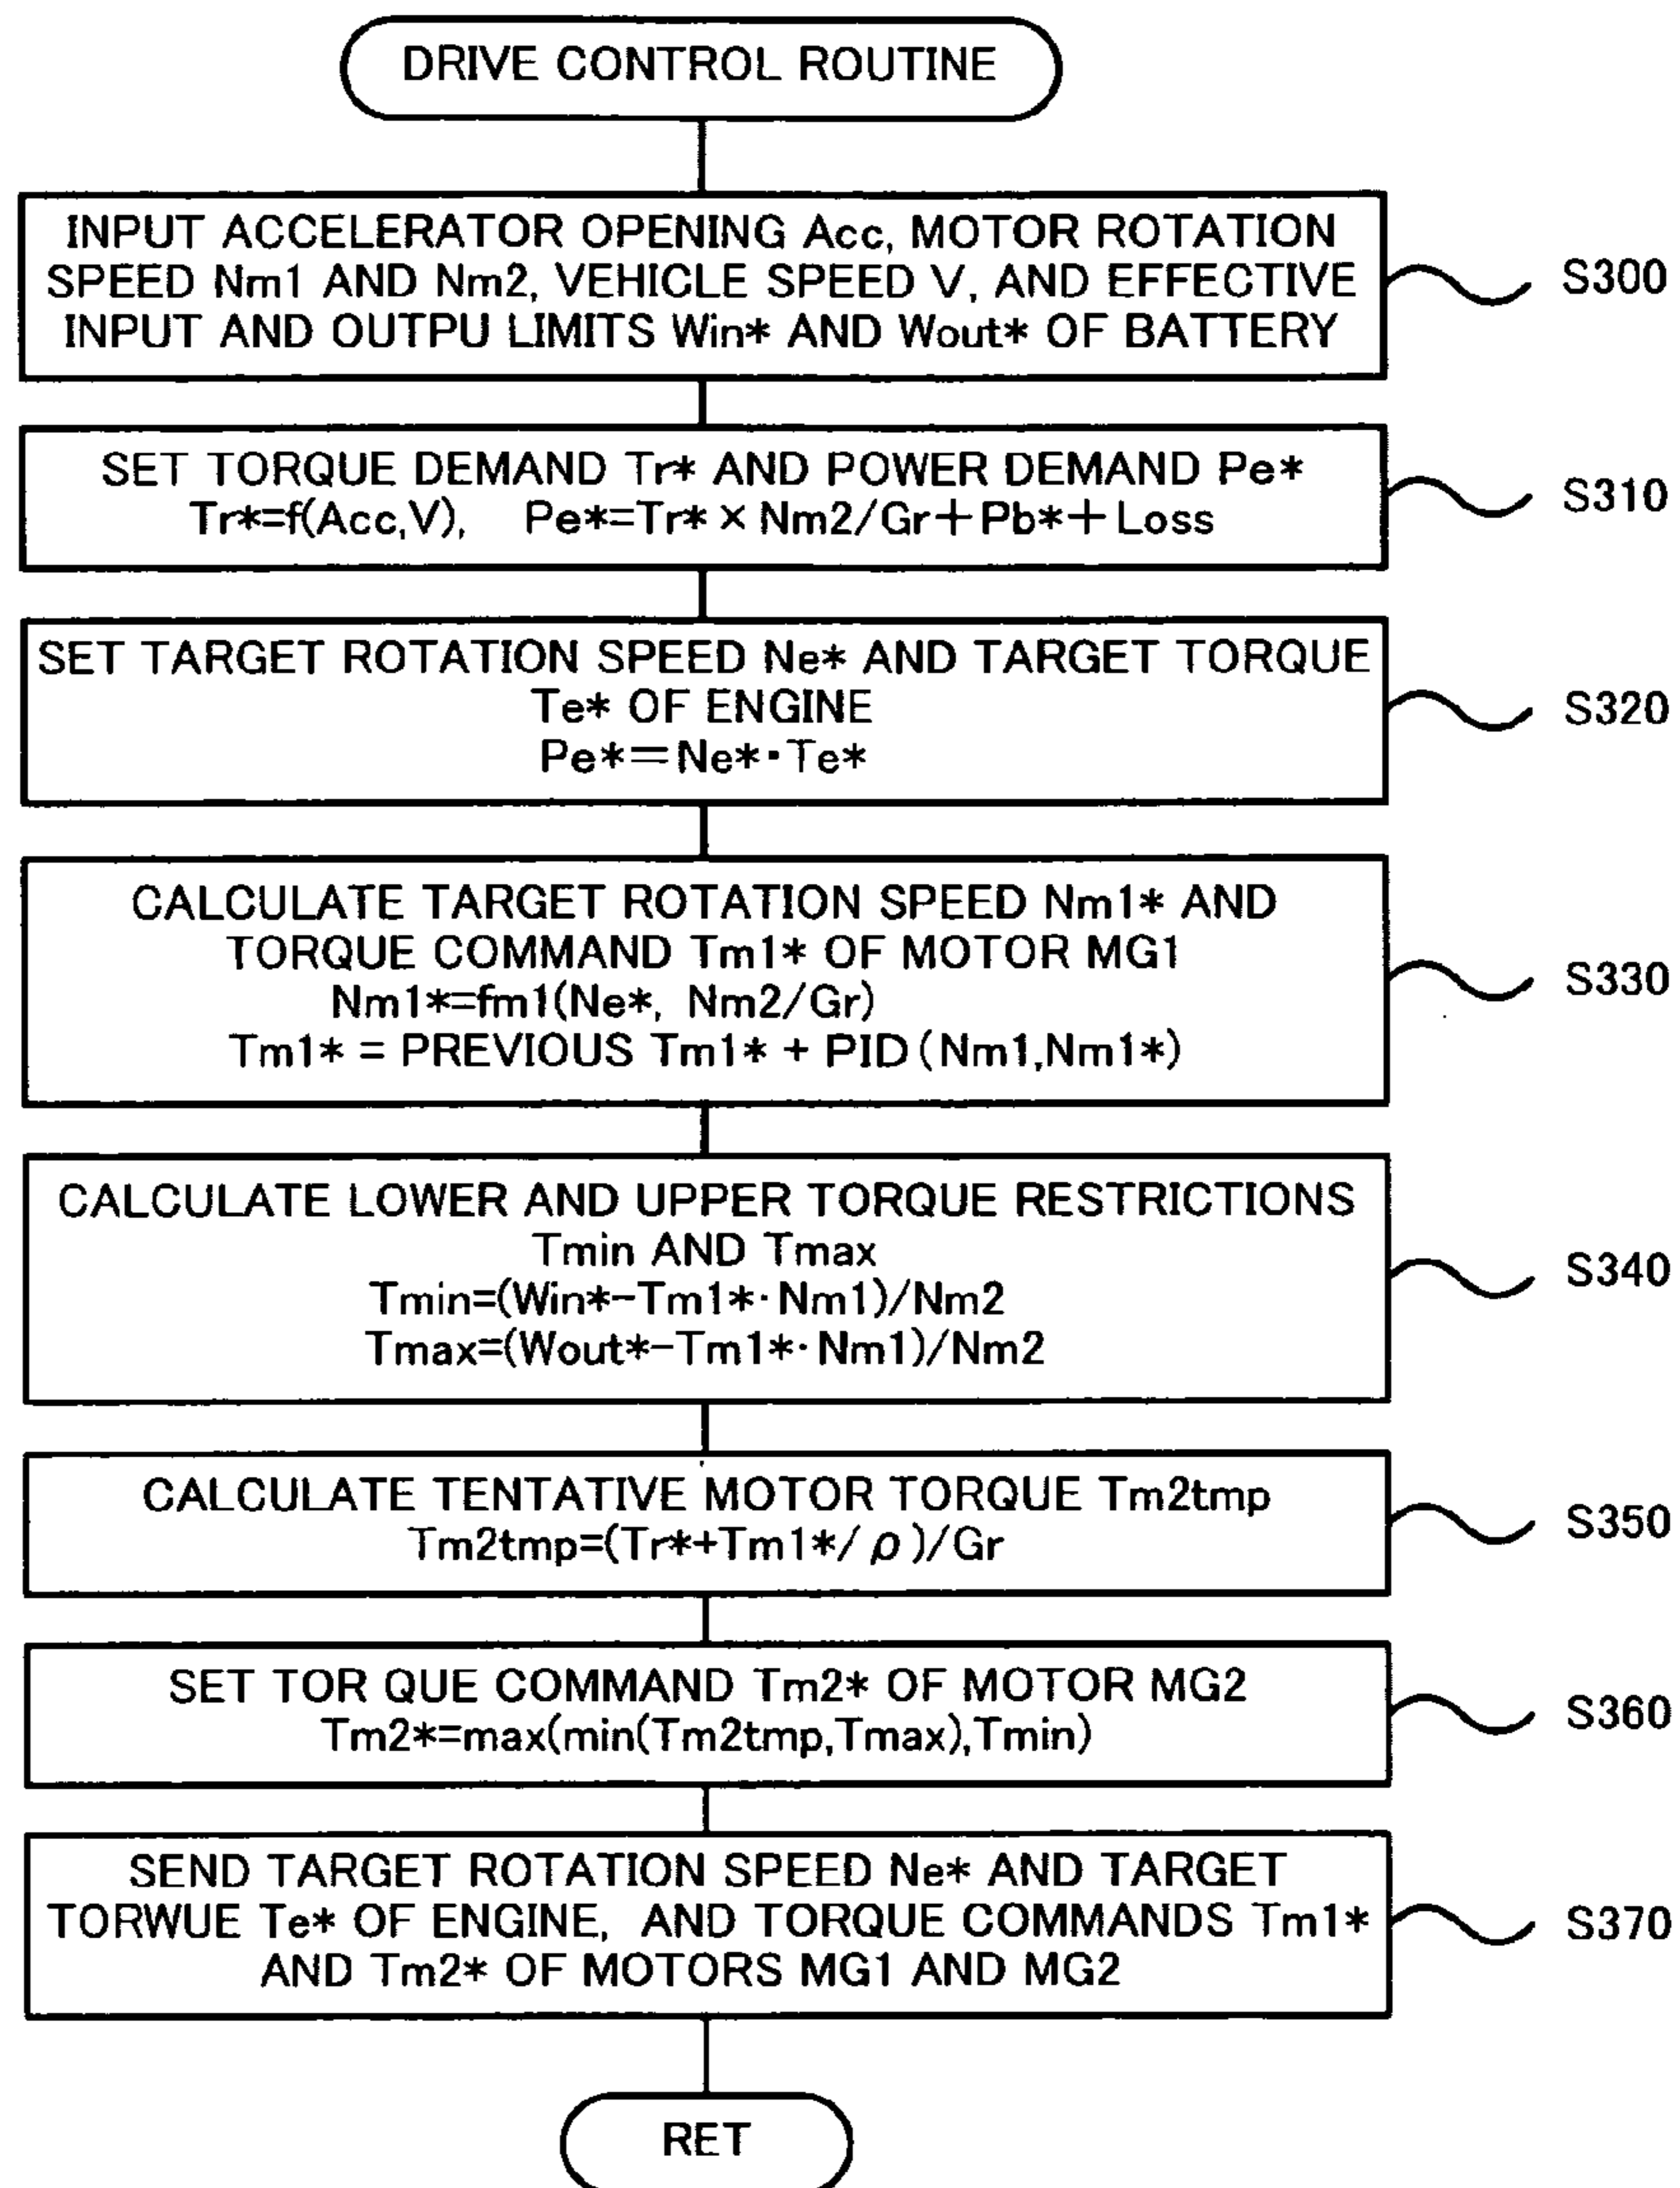 DRIVE CONTROL ROUTINE
INPUT ACCELERATOR OPENING Acc, MOTOR ROTATION
SPEED Nm1 AND Nm2, VEHICLE SPEED V, AND EFFECTIVE
INPUT AND OUTPU LIMITS Win* AND Wout* OF BATTERY
S300
SET TORQUE DEMAND Tr* AND POWER DEMAND Pe*
Tr*=f(Acc,V), Pe*=Tr* × Nm2/Gr+Pb*+Loss
S310
SET TARGET ROTATION SPEED Ne* AND TARGET TORQUE
Te* OF ENGINE
Pe*=Ne*·Te*
S320
CALCULATE TARGET ROTATION SPEED Nm1* AND
TORQUE COMMAND Tm1* OF MOTOR MG1
Nm1*=fm1(Ne*, Nm2/Gr)
Tm1* = PREVIOUS Tm1* + PID(Nm1,Nm1*)
S330
CALCULATE LOWER AND UPPER TORQUE RESTRICTIONS
Tmin AND Tmax
Tmin=(Win*-Tm1*·Nm1)/Nm2
Tmax=(Wout*-Tm1*·Nm1)/Nm2
S340
CALCULATE TENTATIVE MOTOR TORQUE Tm2tmp
Tm2tmp=(Tr*+Tm1*/ρ)/Gr
S350
SET TOR QUE COMMAND Tm2* OF MOTOR MG2
Tm2*=max(min(Tm2tmp,Tmax),Tmin)
S360
SEND TARGET ROTATION SPEED Ne* AND TARGET
TORWUE Te* OF ENGINE, AND TORQUE COMMANDS Tm1*
AND Tm2* OF MOTORS MG1 AND MG2
S370
RET